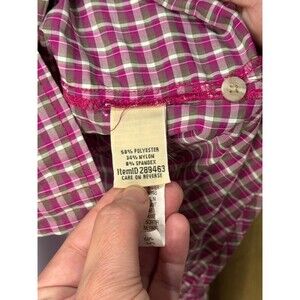 58% POLYESTER
34% NYLON
8% SPANDEX
ItemID 289463
CARE ON REVERSE